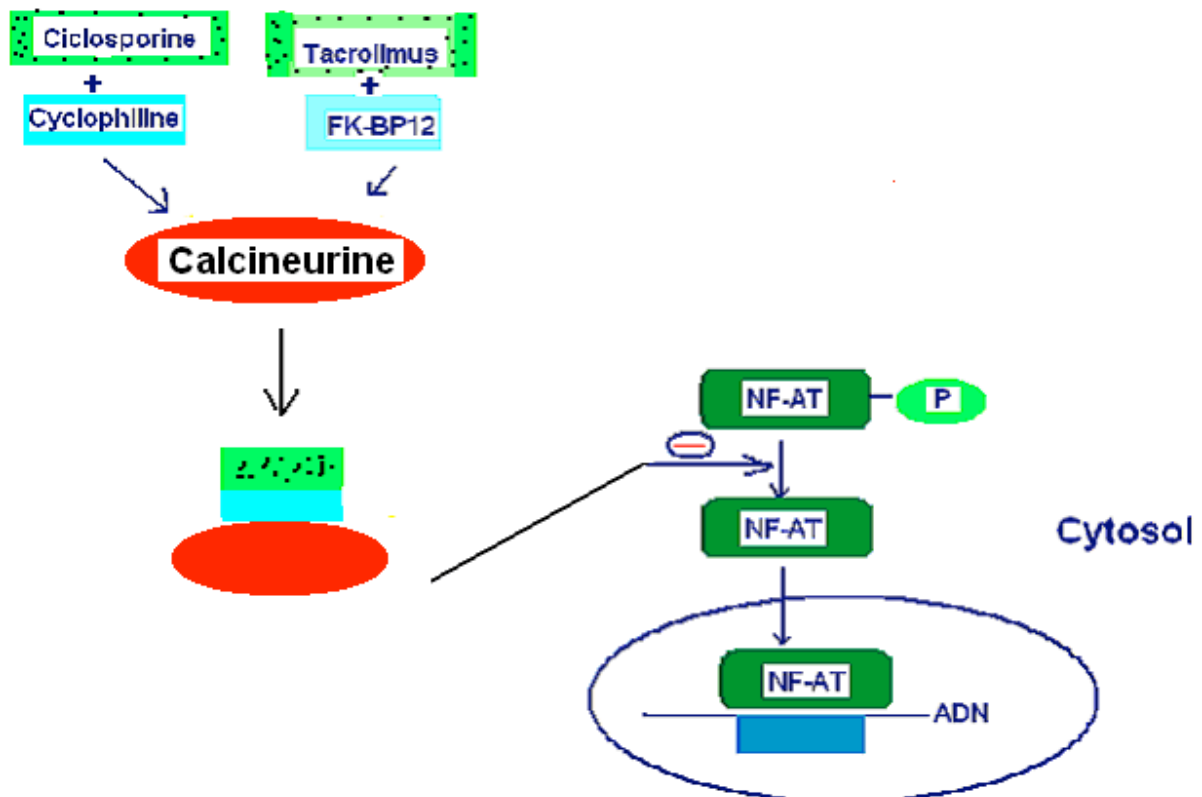 Ciclosporine
Tacrolimus
+
+
Cyclophiline
FK-BP12
Calcineurine
NF-AT
P
NF-AT
Cytosol
NF-AT
ADN